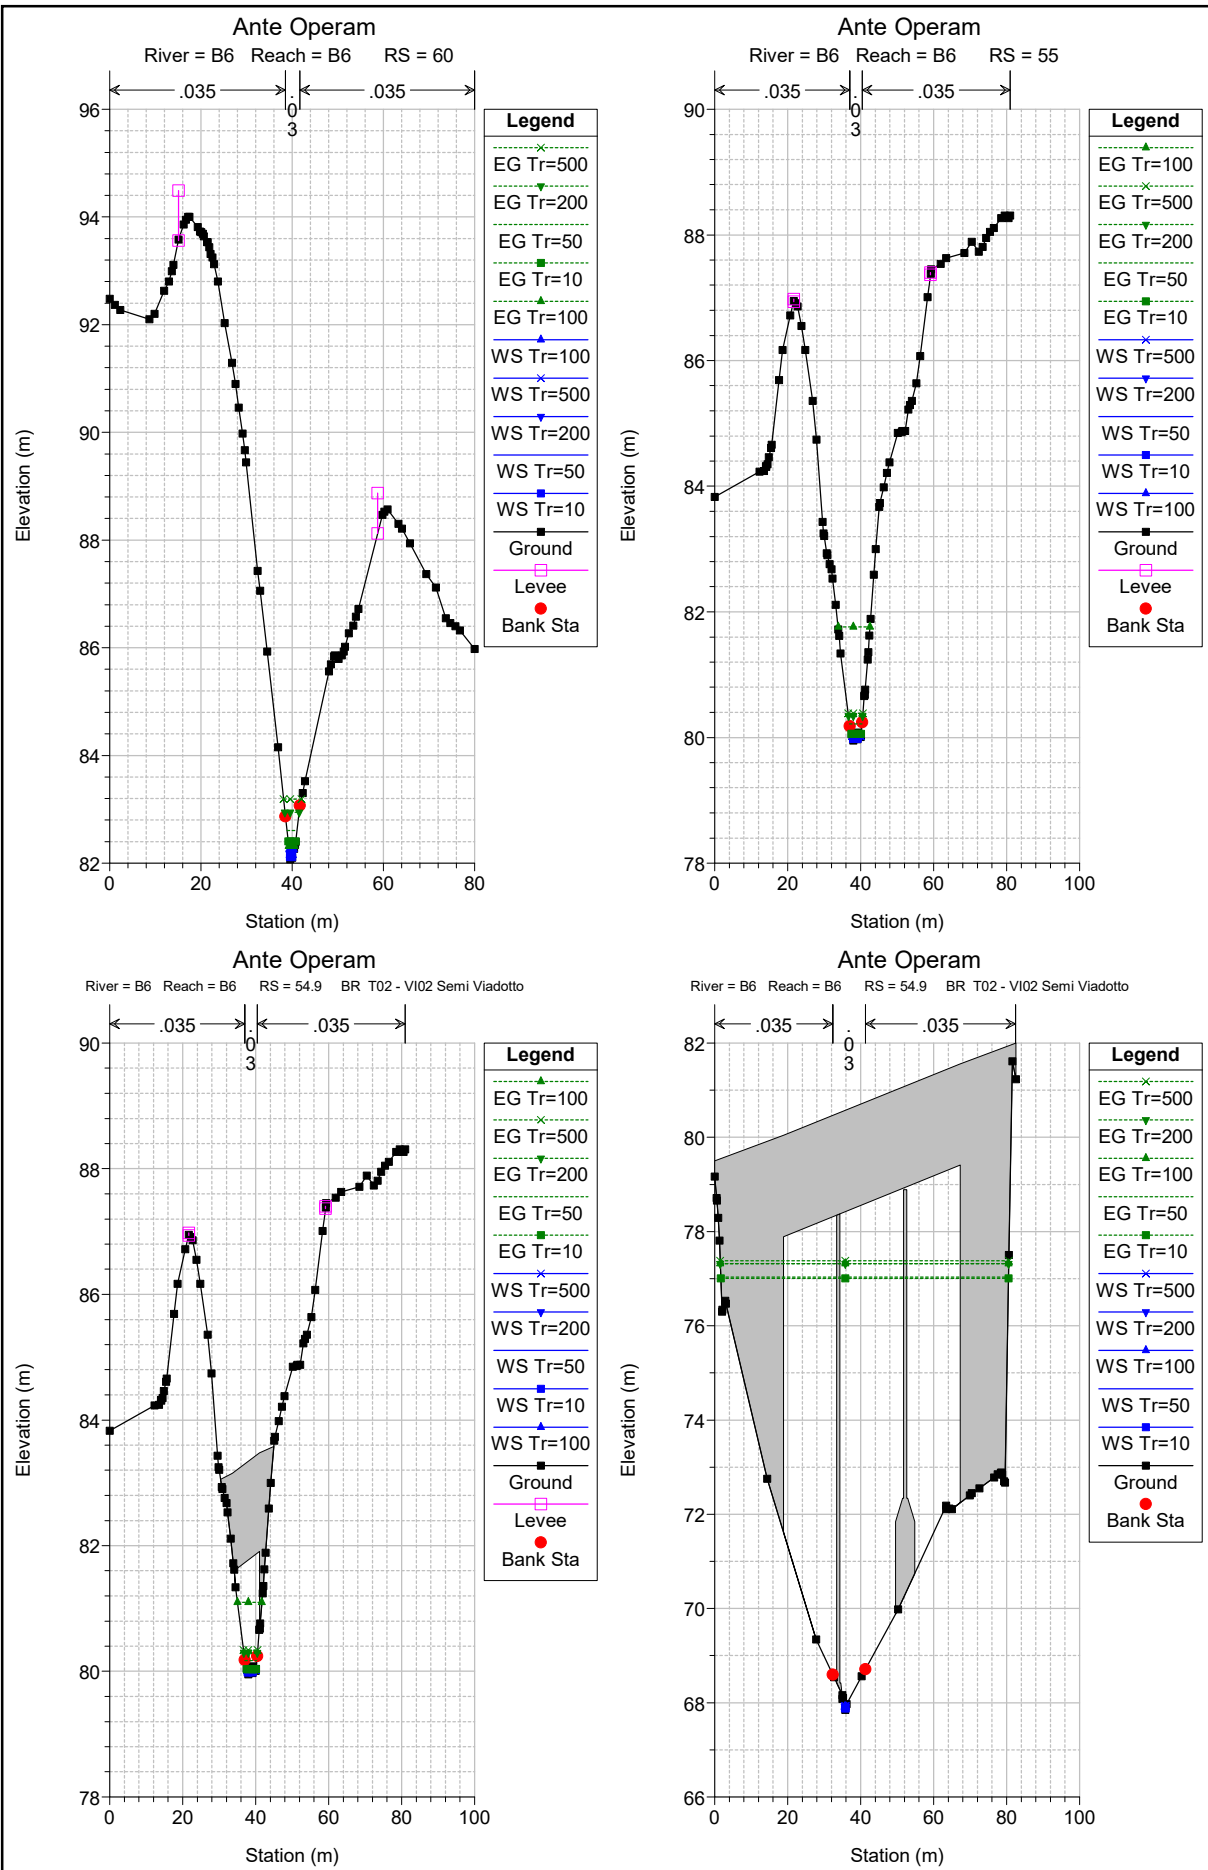 Ante Operam
River = B6 Reach = B6 RS = 60
.035
.03
.035
96
94
92
90
88
86
84
82
0
20
40
60
80
Elevation (m)
Station (m)
Legend
EG Tr=500
EG Tr=200
EG Tr=50
EG Tr=10
EG Tr=100
WS Tr=100
WS Tr=500
WS Tr=200
WS Tr=50
WS Tr=10
Ground
Levee
Bank Sta
Ante Operam
River = B6 Reach = B6 RS = 55
.035
.03
.035
90
88
86
84
82
80
78
0
20
40
60
80
100
Elevation (m)
Station (m)
Legend
EG Tr=100
EG Tr=500
EG Tr=200
EG Tr=50
EG Tr=10
WS Tr=500
WS Tr=200
WS Tr=50
WS Tr=10
WS Tr=100
Ground
Levee
Bank Sta
Ante Operam
River = B6 Reach = B6 RS = 54.9 BR T02 - VI02 Semi Viadotto
.035
.03
.035
90
88
86
84
82
80
78
0
20
40
60
80
100
Elevation (m)
Station (m)
Legend
EG Tr=100
EG Tr=500
EG Tr=200
EG Tr=50
EG Tr=10
WS Tr=500
WS Tr=200
WS Tr=50
WS Tr=10
WS Tr=100
Ground
Levee
Bank Sta
Ante Operam
River = B6 Reach = B6 RS = 54.9 BR T02 - VI02 Semi Viadotto
.035
.03
.035
82
80
78
76
74
72
70
68
66
0
20
40
60
80
100
Elevation (m)
Station (m)
Legend
EG Tr=500
EG Tr=200
EG Tr=100
EG Tr=50
EG Tr=10
WS Tr=500
WS Tr=200
WS Tr=100
WS Tr=50
WS Tr=10
Ground
Bank Sta